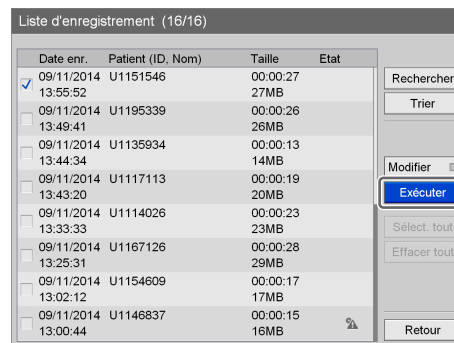 Liste d'enregistrement (16/16)
Date enr. Patient (ID, Nom) Taille Etat
09/11/2014 U1151546 00:00:27
13:55:52 27MB
09/11/2014 U1195339 00:00:26
13:49:41 26MB
09/11/2014 U1135934 00:00:13
13:44:34 14MB
09/11/2014 U1117113 00:00:19
13:43:20 20MB
09/11/2014 U1114026 00:00:23
13:33:33 23MB
09/11/2014 U1167126 00:00:28
13:25:31 29MB
09/11/2014 U1154609 00:00:17
13:02:12 17MB
09/11/2014 U1146837 00:00:15
13:00:44 16MB
Rechercher
Trier
Modifier
Exécuter
Sélect. tout
Effacer tout
Retour